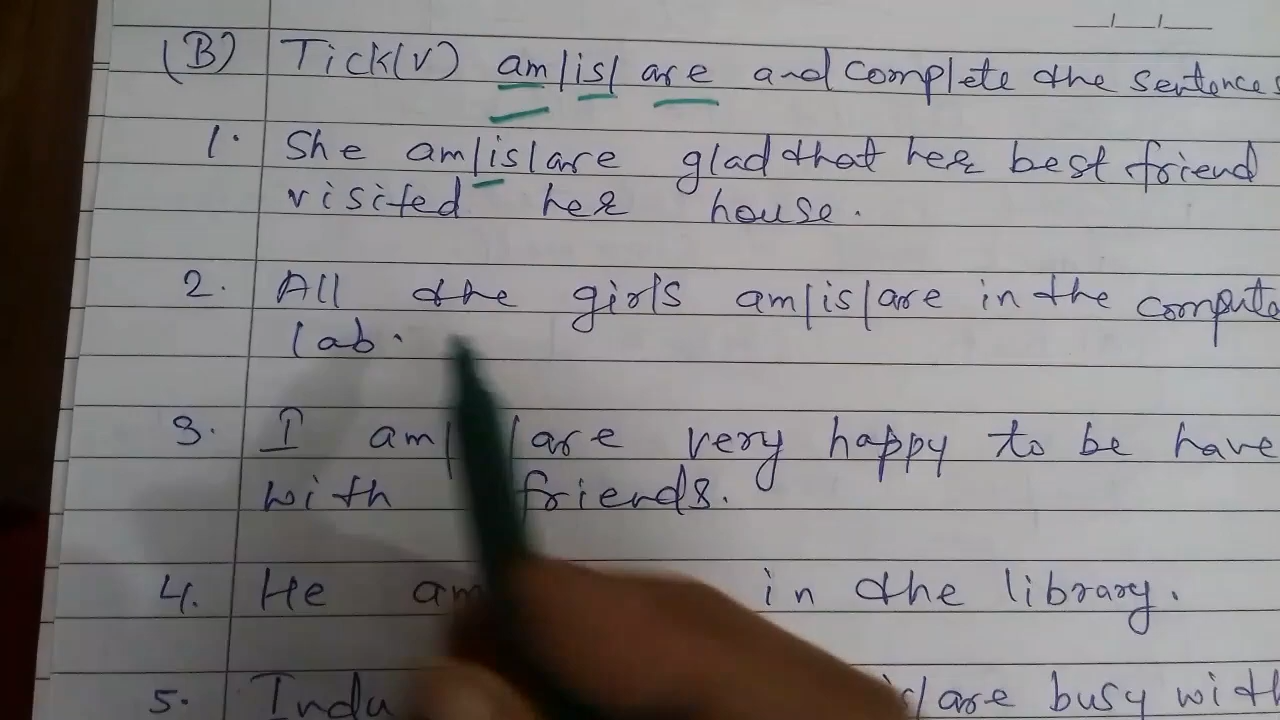 (B) Tick(√) am/is/are and complete the sentences
1. She am/is/are glad that her best friend
visited her house.
2. All the girls am/is/are in the compute
lab.
3. I am/ /are very happy to be have
with friends.
4. He am in the library.
5. Indu is/are busy with